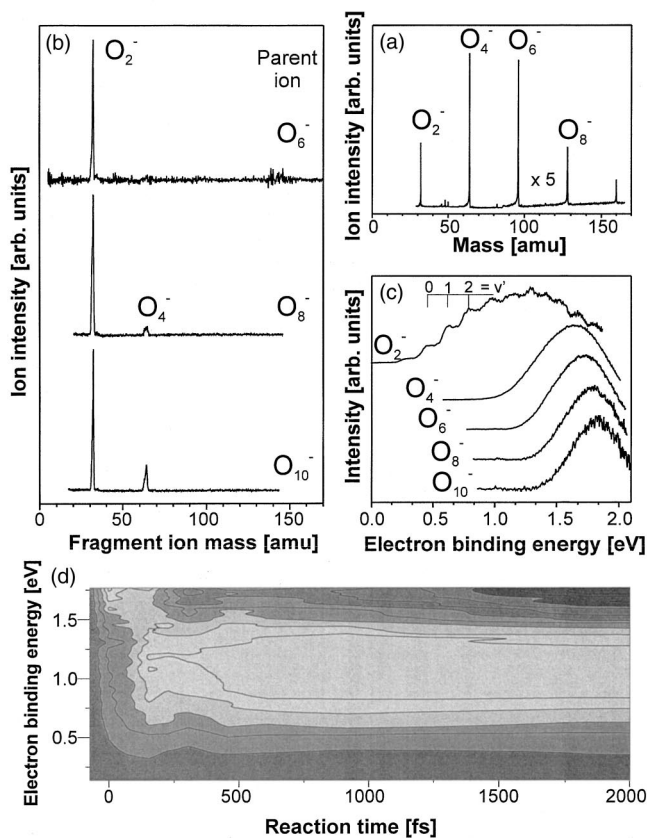 (b)
O2-
Parent
ion
O6-
O4-
O8-
O10-
Ion intensity [arb. units]
0 50 100 150
Fragment ion mass [amu]
(a)
O4-
O6-
O2-
O8-
x 5
Ion intensity [arb. units]
0 50 100 150
Mass [amu]
(c)
0 1 2 = v'
O2-
O4-
O6-
O8-
O10-
Intensity [arb. units]
0.0 0.5 1.0 1.5 2.0
Electron binding energy [eV]
(d)
Electron binding energy [eV]
1.5
1.0
0.5
0 500 1000 1500 2000
Reaction time [fs]